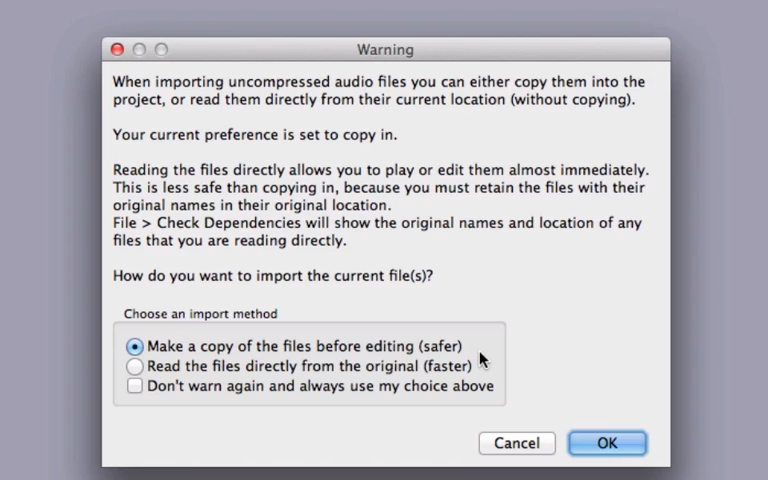 Warning
When importing uncompressed audio files you can either copy them into the
project, or read them directly from their current location (without copying).
Your current preference is set to copy in.
Reading the files directly allows you to play or edit them almost immediately.
This is less safe than copying in, because you must retain the files with their
original names in their original location.
File > Check Dependencies will show the original names and location of any
files that you are reading directly.
How do you want to import the current file(s)?
Choose an import method
Make a copy of the files before editing (safer)
Read the files directly from the original (faster)
Don't warn again and always use my choice above
Cancel OK